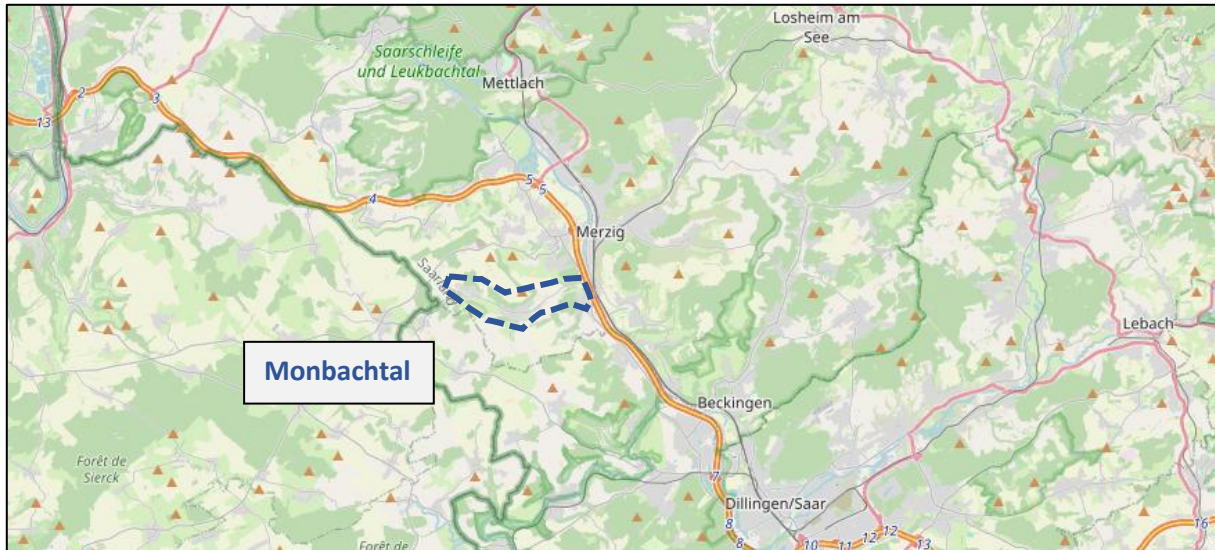 Losheim am
See
Saarschleife
und Leukbachtal
Mettlach
2
3
13
5
5
4
Merzig
Lebach
Monbachtal
Beckingen
Forêt de
Sierck
7
Dillingen/Saar
8
8
10
11
12
12
13
16
Forêt de